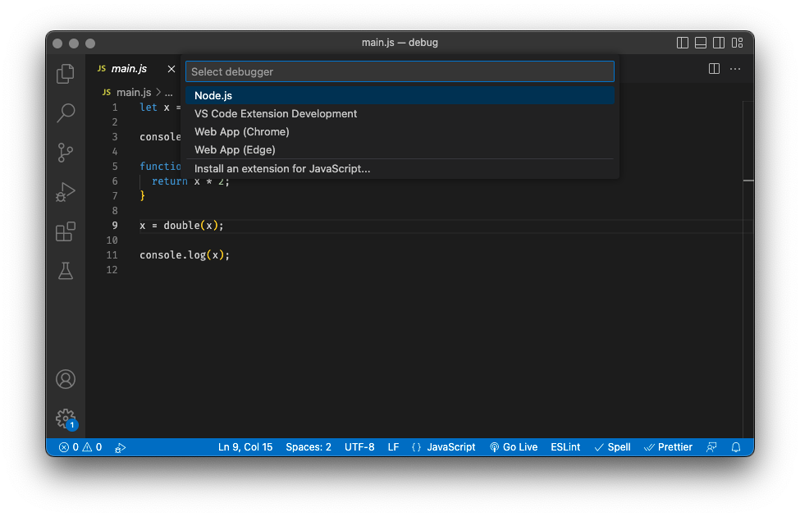 main.js — debug
JS main.js
Select debugger
Node.js
VS Code Extension Development
Web App (Chrome)
Web App (Edge)
Install an extension for JavaScript...
JS main.js > ...
1 let x =
2
3 console
4
5 functio
6 return x * 2;
7 }
8
9 x = double(x);
10
11 console.log(x);
12
1
0 0 Ln 9, Col 15 Spaces: 2 UTF-8 LF {} JavaScript Go Live ESLint Spell Prettier